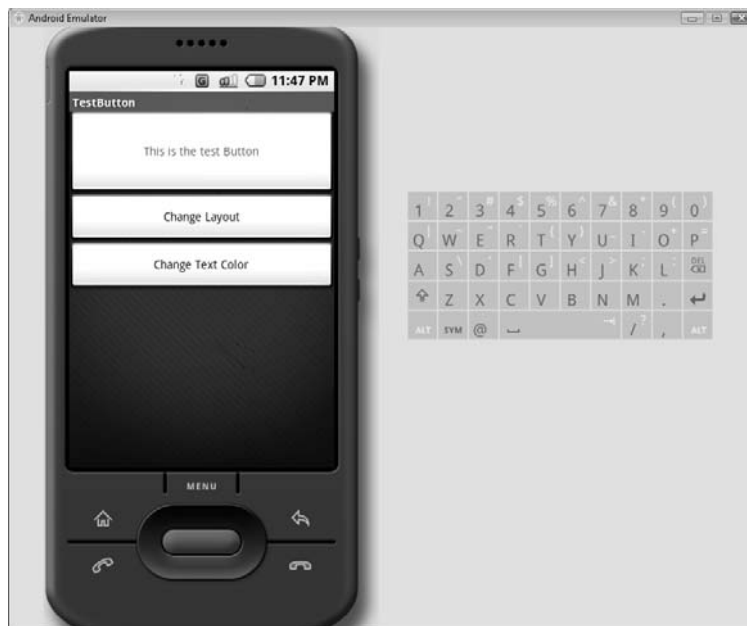 Android Emulator
11:47 PM
TestButton
This is the test Button
Change Layout
Change Text Color
MENU
1 ! 2 3 # 4 $ 5 % 6 ^ 7 & 8 * 9 ( 0 )
Q W E R T { Y } U I O P =
A S \ D F [ G ] H < J > K L DEL
Z X C V B N M .
ALT SYM @ / ? , ALT